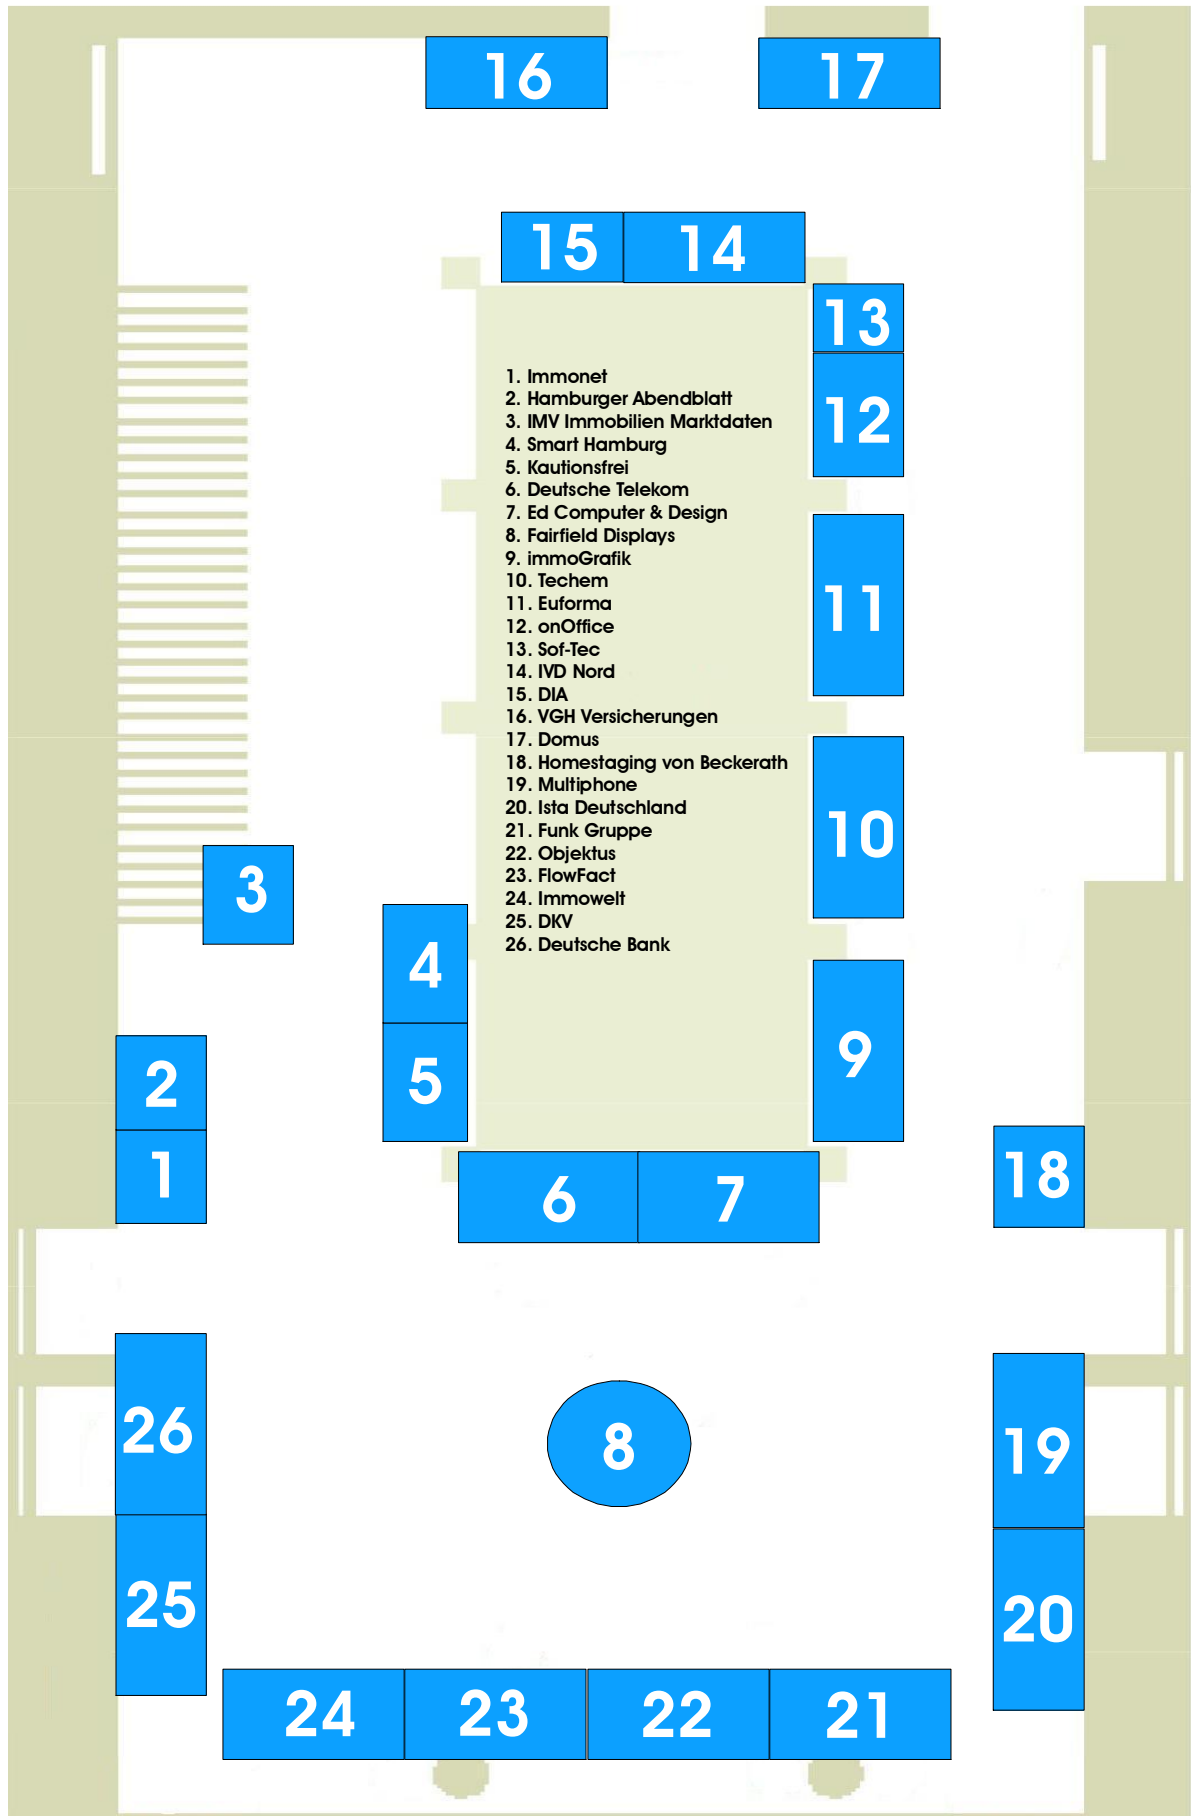 16 17
15 14
13
12
1. Immonet
2. Hamburger Abendblatt
3. IMV Immobilien Marktdaten
4. Smart Hamburg
5. Kautionsfrei
6. Deutsche Telekom
7. Ed Computer & Design
8. Fairfield Displays
9. immoGrafik
10. Techem
11. Euforma
12. onOffice
13. Sof-Tec
14. IVD Nord
15. DIA
16. VGH Versicherungen
17. Domus
18. Homestaging von Beckerath
19. Multiphone
20. Ista Deutschland
21. Funk Gruppe
22. Objektus
23. FlowFact
24. Immowelt
25. DKV
26. Deutsche Bank
11
10
3
4
9
5
2
1
18
6 7
26
8
19
25
20
24 23 22 21